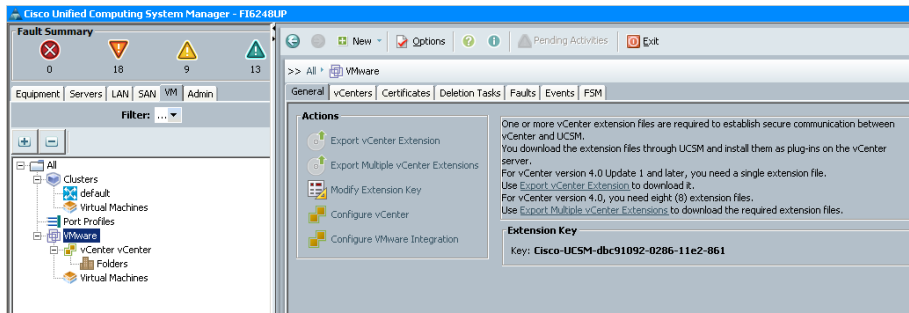 Cisco Unified Computing System Manager - FI6248UP
Fault Summary
0 18 9 13
New Options Pending Activities Exit
>> All VMware
Equipment Servers LAN SAN VM Admin
Filter: ...
All
Clusters
default
Virtual Machines
Port Profiles
VMware
vCenter vCenter
Folders
Virtual Machines
General vCenters Certificates Deletion Tasks Faults Events FSM
Actions
Export vCenter Extension
Export Multiple vCenter Extensions
Modify Extension Key
Configure vCenter
Configure VMware Integration
One or more vCenter extension files are required to establish secure communication between
vCenter and UCSM.
You download the extension files through UCSM and install them as plug-ins on the vCenter
server.
For vCenter version 4.0 Update 1 and later, you need a single extension file.
Use Export vCenter Extension to download it.
For vCenter version 4.0, you need eight (8) extension files.
Use Export Multiple vCenter Extensions to download the required extension files.
Extension Key
Key: Cisco-UCSM-dbc91092-0286-11e2-861